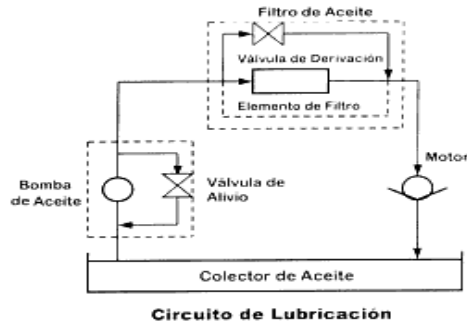 Filtro de Aceite
Válvula de Derivación
Elemento de Filtro
Motor
Bomba
de Aceite
Válvula de
Alivio
Colector de Aceite
Circuito de Lubricación